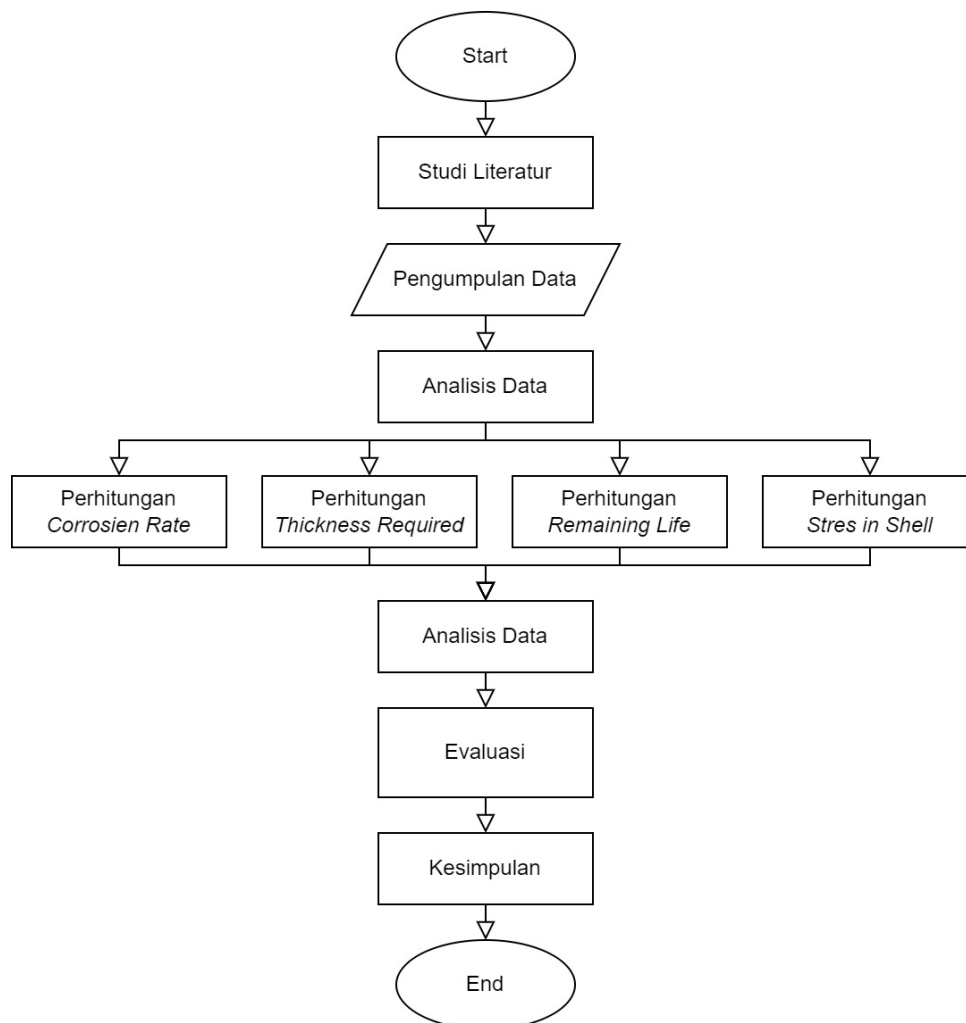 Start
Studi Literatur
Pengumpulan Data
Analisis Data
Perhitungan
Corrosien Rate
Perhitungan
Thickness Required
Perhitungan
Remaining Life
Perhitungan
Stres in Shell
Analisis Data
Evaluasi
Kesimpulan
End